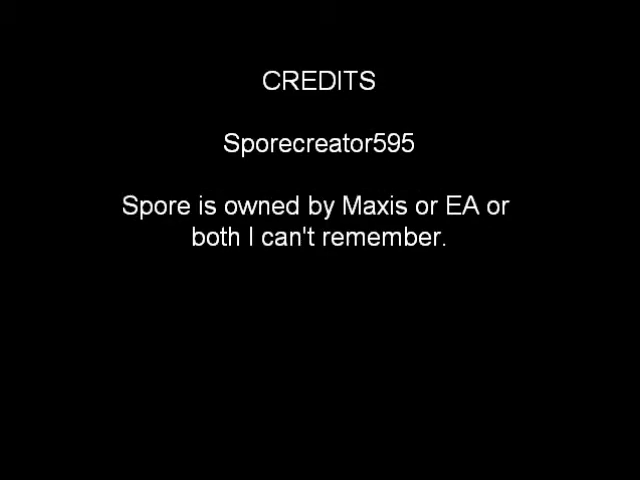 CREDITS
Sporecreator595
Spore is owned by Maxis or EA or
both I can't remember.